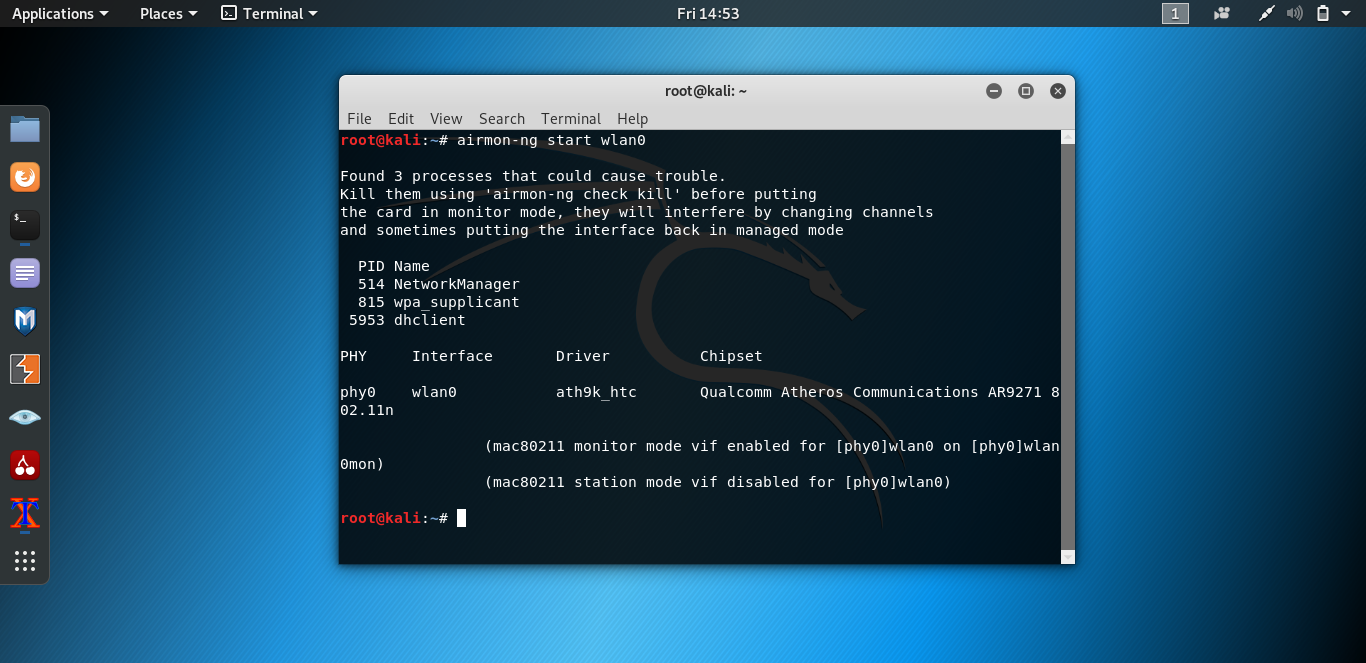 Applications Places Terminal Fri 14:53 1
root@kali: ~
File Edit View Search Terminal Help
root@kali:~# airmon-ng start wlan0
Found 3 processes that could cause trouble.
Kill them using 'airmon-ng check kill' before putting
the card in monitor mode, they will interfere by changing channels
and sometimes putting the interface back in managed mode
PID Name
514 NetworkManager
815 wpa_supplicant
5953 dhclient
PHY Interface Driver Chipset
phy0 wlan0 ath9k_htc Qualcomm Atheros Communications AR9271 8
02.11n
(mac80211 monitor mode vif enabled for [phy0]wlan0 on [phy0]wlan
0mon)
(mac80211 station mode vif disabled for [phy0]wlan0)
root@kali:~#